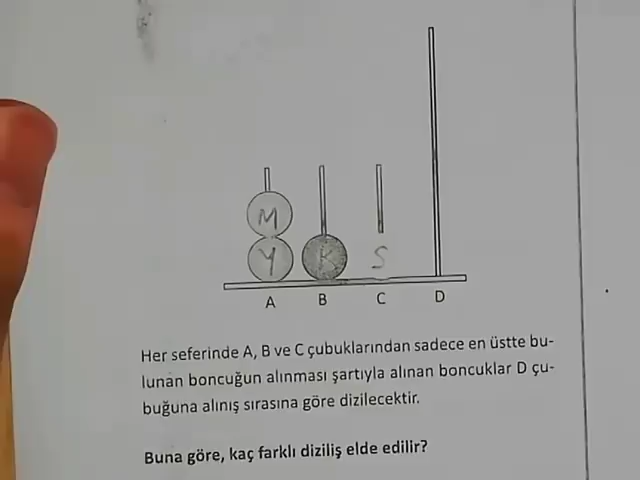 M
Y K S
A B C D
Her seferinde A, B ve C çubuklarından sadece en üstte bu-
lunan boncuğun alınması şartıyla alınan boncuklar D çu-
buğuna alınış sırasına göre dizilecektir.
Buna göre, kaç farklı diziliş elde edilir?